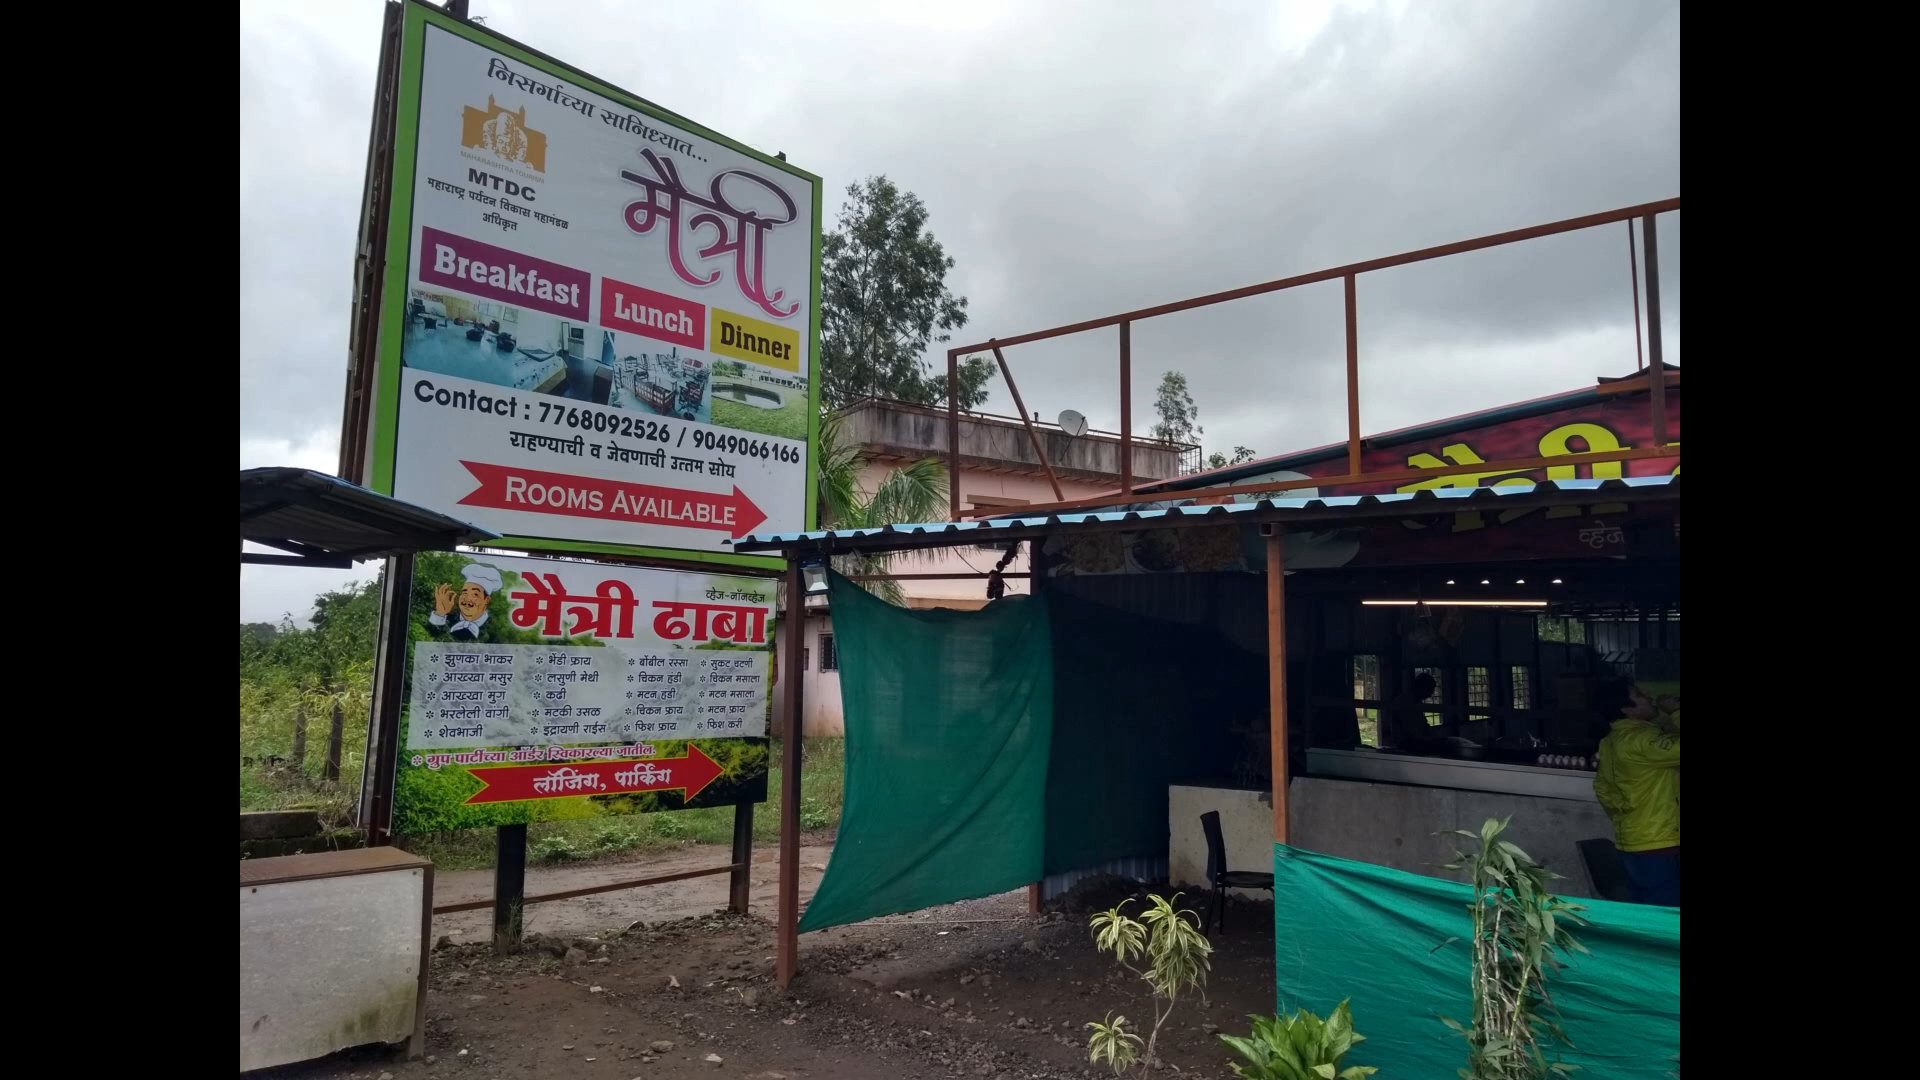 निसर्गाच्या सानिध्यात...
MAHARASHTRA TOURISM
MTDC
महाराष्ट्र पर्यटन विकास महामंडळ
अधिकृत
मैत्री
Breakfast
Lunch
Dinner
Contact : 7768092526 / 9049066166
राहण्याची व जेवणाची उत्तम सोय
ROOMS AVAILABLE
व्हेज-नॉनव्हेज
मैत्री ढाबा
* झुणका भाकर
* आख्खा मसुर
* आख्खा मुग
* भरलेली वांगी
* शेवभाजी
* भेंडी फ्राय
* लसुणी मेथी
* कढी
* मटकी उसळ
* इंद्रायणी राईस
* बोंबील रस्सा
* चिकन हंडी
* मटन हंडी
* चिकन फ्राय
* फिश फ्राय
* सुकट चटणी
* चिकन मसाला
* मटन मसाला
* मटन फ्राय
* फिश करी
* ग्रुप पार्टीच्या ऑर्डर स्विकारल्या जातील.
लॉजिंग, पार्किंग
मैत्री
व्हेज